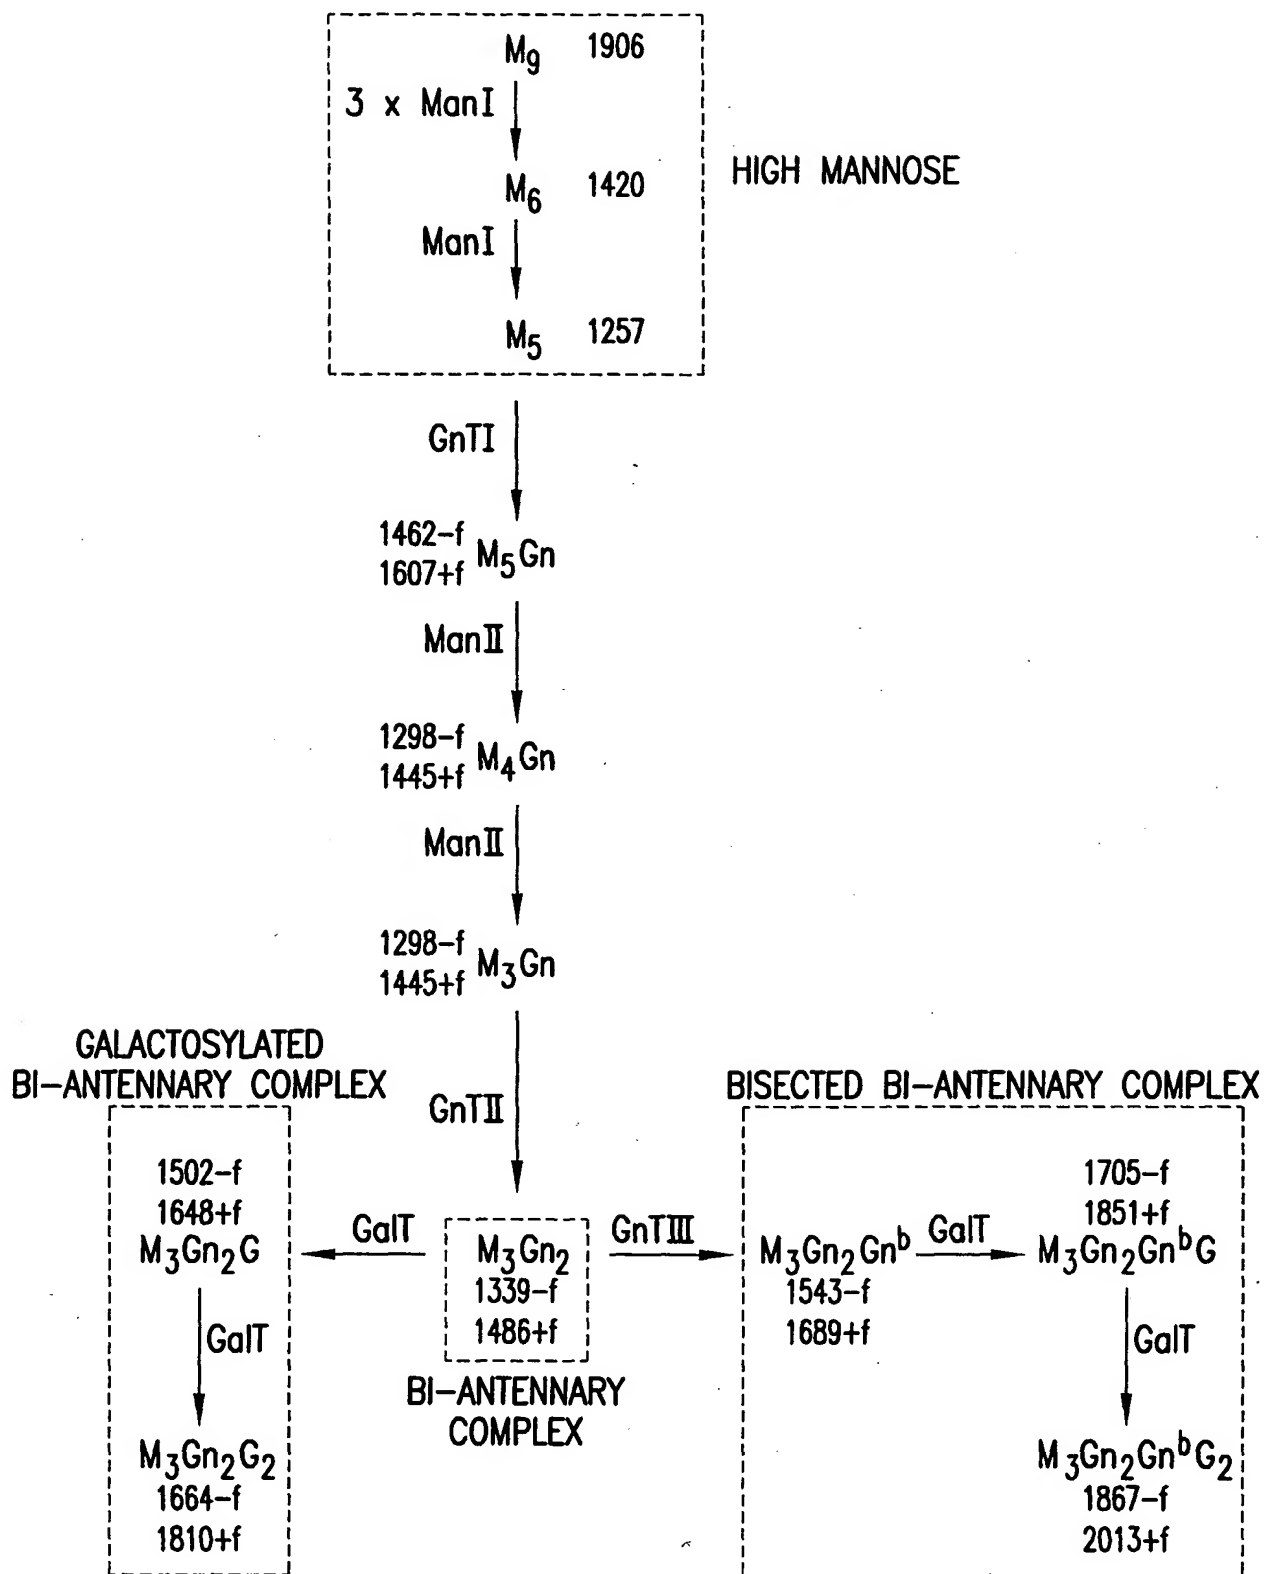 M9 1906
3 x ManI
M6 1420
HIGH MANNOSE
ManI
M5 1257
GnTI
1462-f
1607+f
M5Gn
ManII
1298-f
1445+f
M4Gn
ManII
1298-f
1445+f
M3Gn
GALACTOSYLATED
BI-ANTENNARY COMPLEX
GnTII
BISECTED BI-ANTENNARY COMPLEX
1502-f
1648+f
M3Gn2G
GalT
M3Gn2
1339-f
1486+f
GnTIII
M3Gn2Gnb
1543-f
1689+f
GalT
1705-f
1851+f
M3Gn2GnbG
GalT
GalT
BI-ANTENNARY
COMPLEX
M3Gn2G2
1664-f
1810+f
M3Gn2GnbG2
1867-f
2013+f